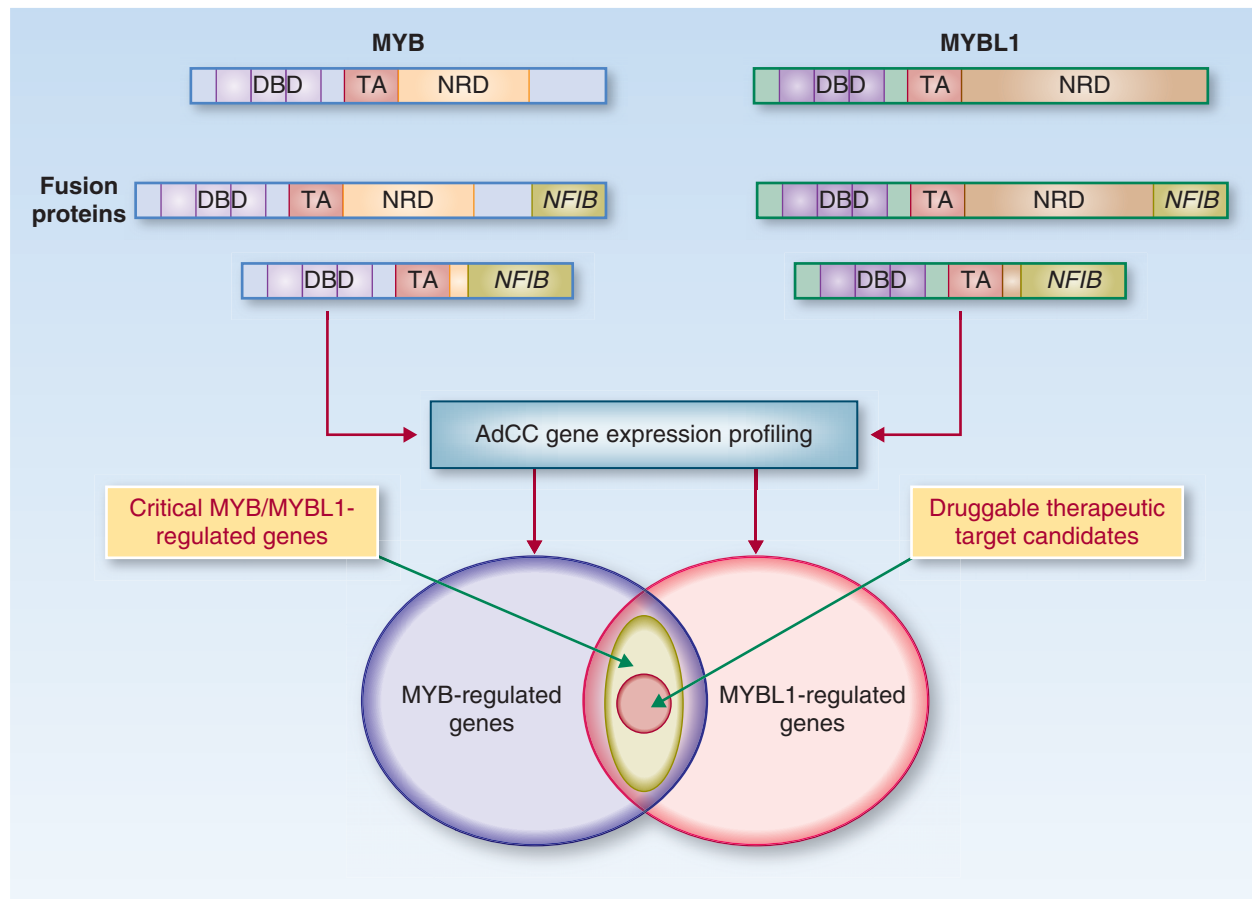 MYB
MYBL1
DBD TA NRD
DBD TA NRD
Fusion
proteins
DBD TA NRD NFIB
DBD TA NRD NFIB
DBD TA NFIB
DBD TA NFIB
AdCC gene expression profiling
Critical MYB/MYBL1-
regulated genes
Druggable therapeutic
target candidates
MYB-regulated
genes
MYBL1-regulated
genes